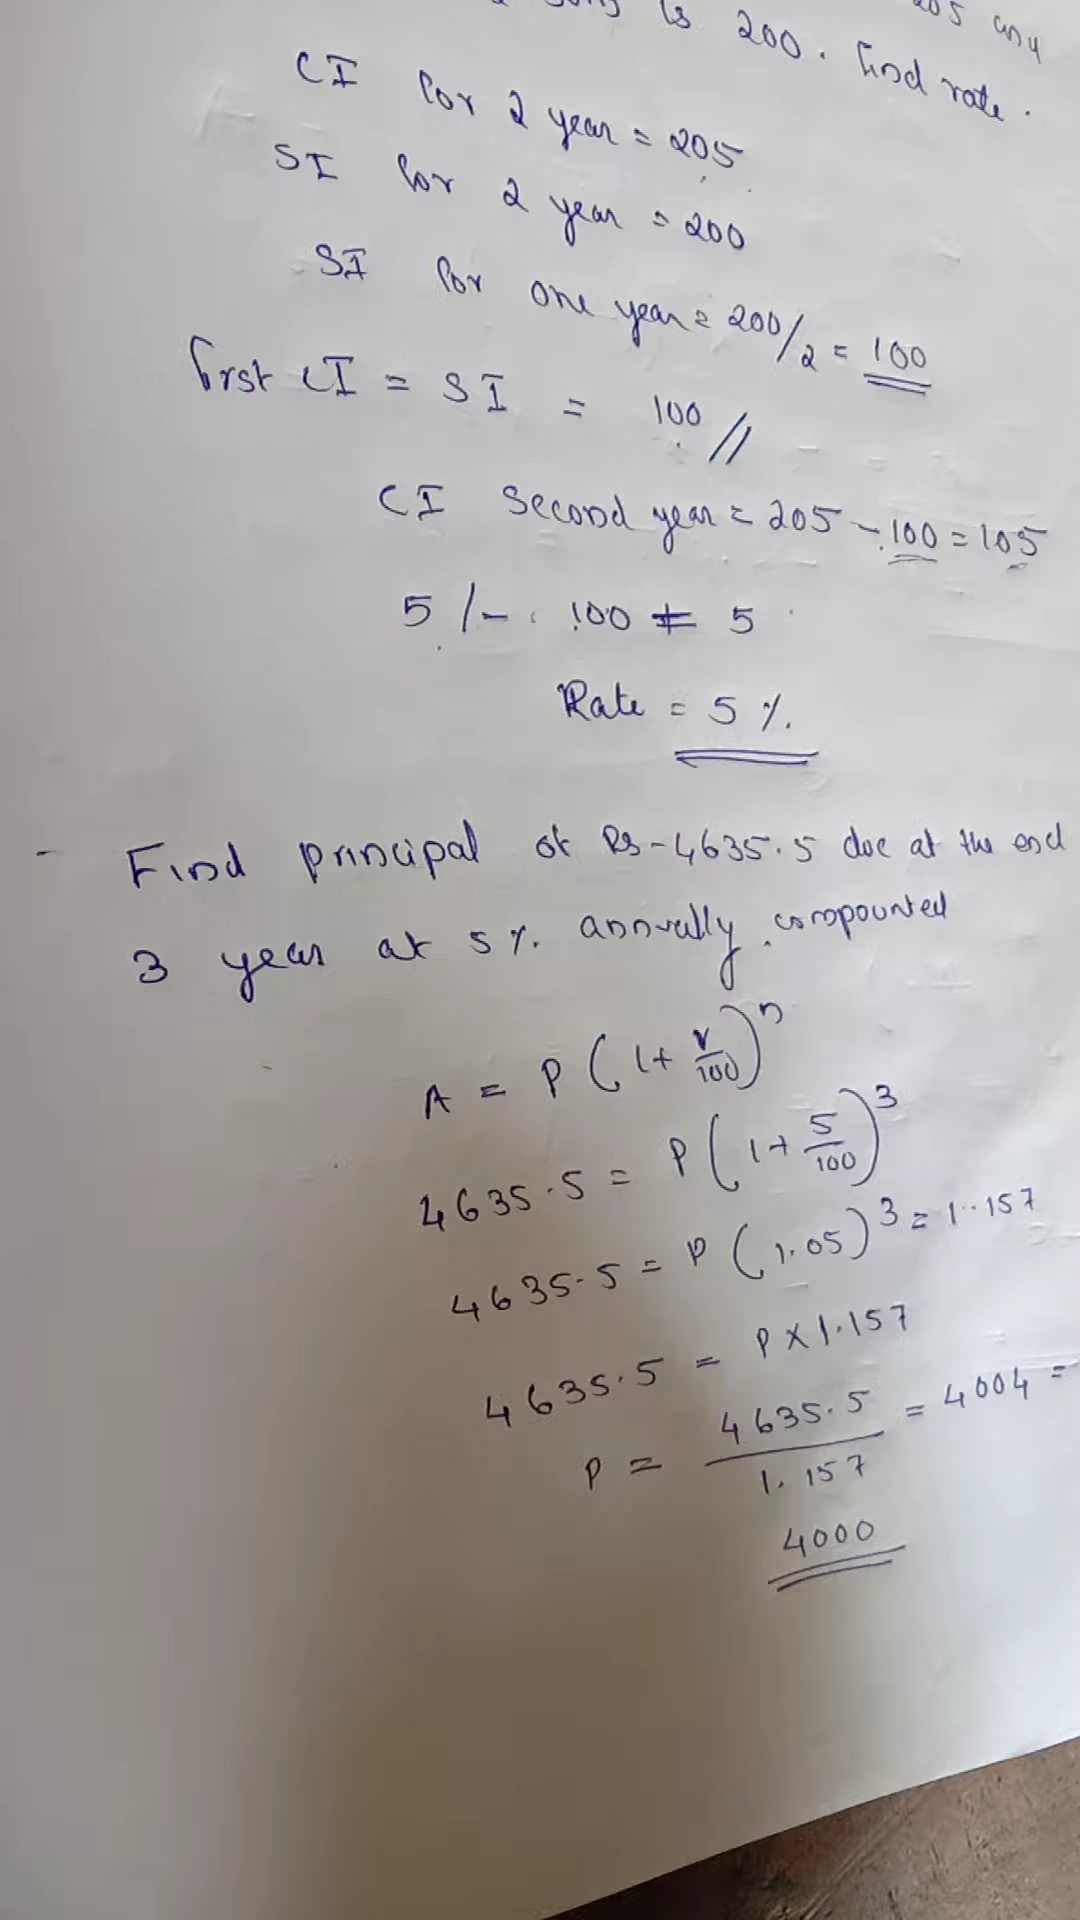 is 200. find rate.
CI for 2 year = 205
SI for 2 year = 200
SI for one year = 200/2 = 100
first CI = SI = 100 //
CI Second year = 205 - 100 = 105
5 /- 100 = 5
Rate = 5 %.
- Find principal of Rs-4635.5 due at the end
3 year at 5 %. annually compounted
A = P ( 1 + r/100 )^n
4635.5 = P ( 1 + 5/100 )^3
4635.5 = P ( 1.05 )^3 = 1.157
4635.5 = P x 1.157
P = 4635.5 / 1.157 = 4004 =
4000